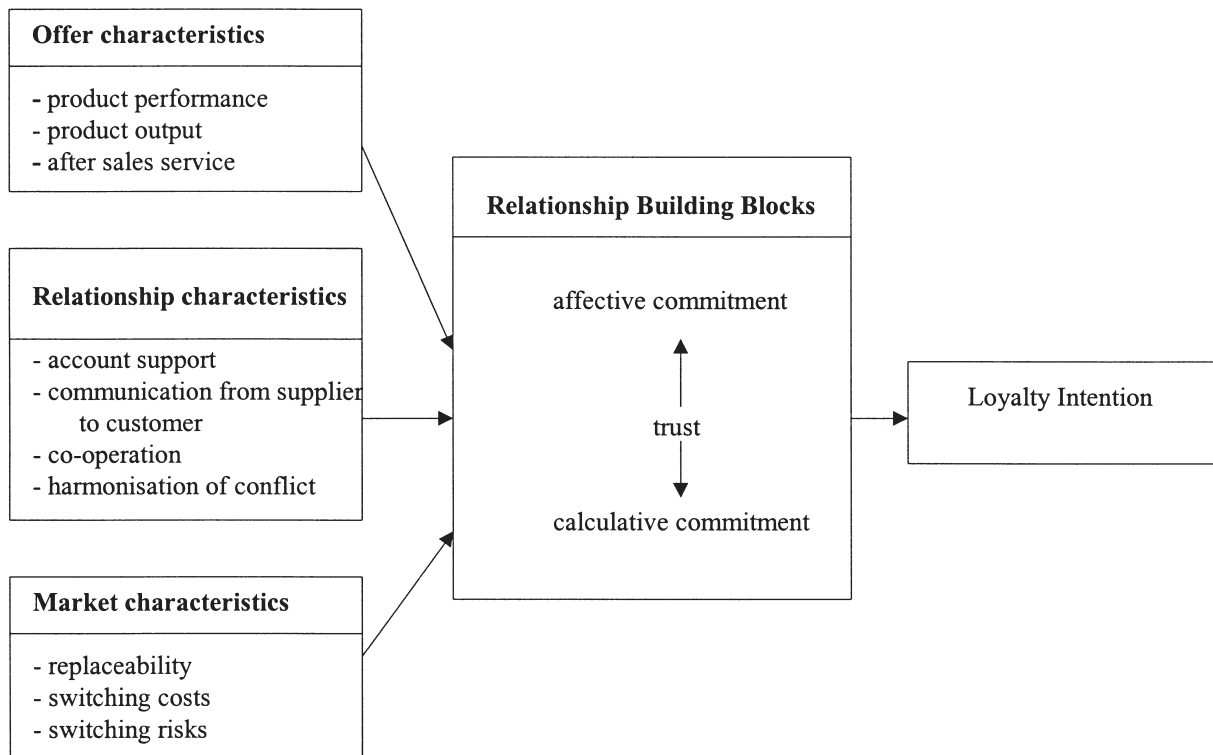 Offer characteristics
- product performance
- product output
- after sales service
Relationship characteristics
- account support
- communication from supplier
to customer
- co-operation
- harmonisation of conflict
Market characteristics
- replaceability
- switching costs
- switching risks
Relationship Building Blocks
affective commitment
trust
calculative commitment
Loyalty Intention